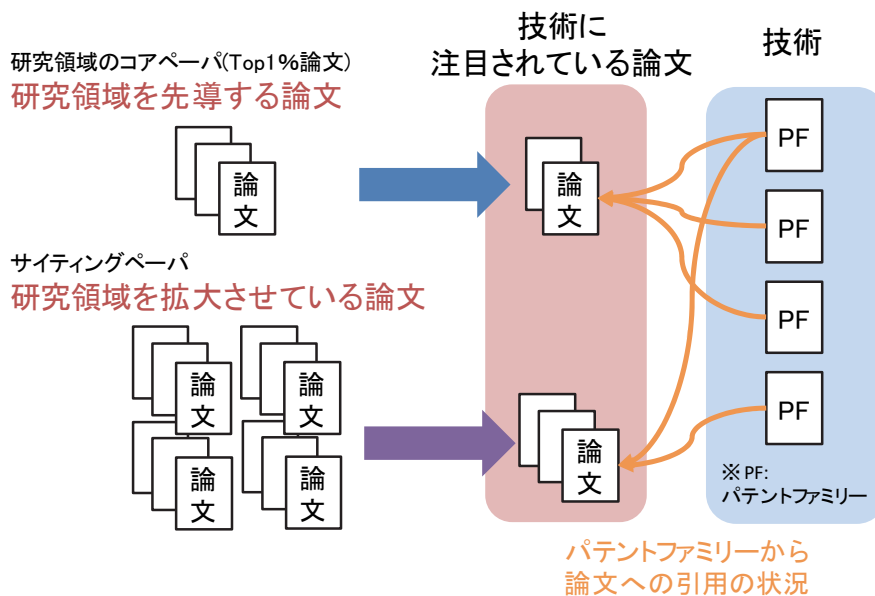 研究領域のコアペーパ(Top1%論文)
研究領域を先導する論文
論
文
サイティングペーパ
研究領域を拡大させている論文
論
文
論
文
論
文
論
文
技術に
注目されている論文
論
文
論
文
技術
PF
PF
PF
PF
※PF:
パテントファミリー
パテントファミリーから
論文への引用の状況